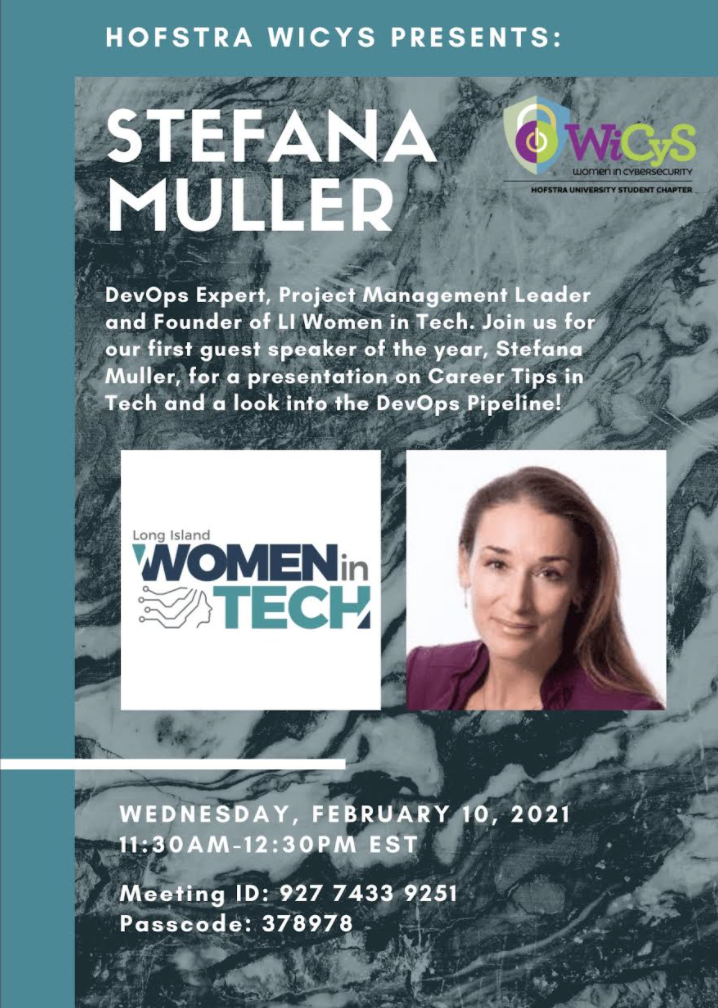 HOFSTRA WICYS PRESENTS:
STEFANA
MULLER
WiCyS
WOMEN IN CYBERSECURITY
HOFSTRA UNIVERSITY STUDENT CHAPTER
DevOps Expert, Project Management Leader
and Founder of LI Women in Tech. Join us for
our first guest speaker of the year, Stefana
Muller, for a presentation on Career Tips in
Tech and a look into the DevOps Pipeline!
Long Island
WOMEN in
TECH
WEDNESDAY, FEBRUARY 10, 2021
11:30AM-12:30PM EST
Meeting ID: 927 7433 9251
Passcode: 378978